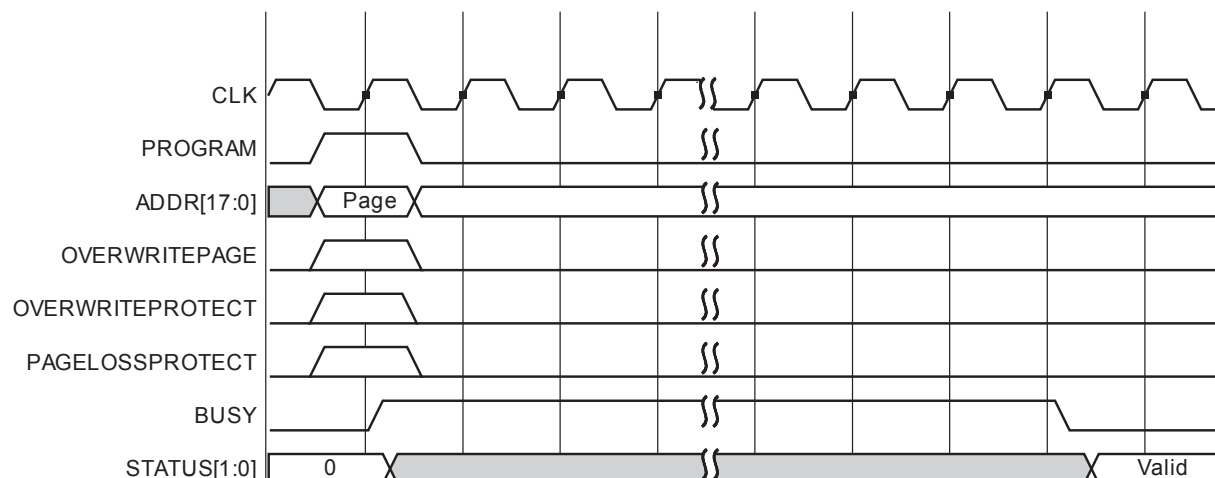 CLK
PROGRAM
ADDR[17:0] Page
OVERWRITEPAGE
OVERWRITEPROTECT
PAGELOSSPROTECT
BUSY
STATUS[1:0] 0 Valid